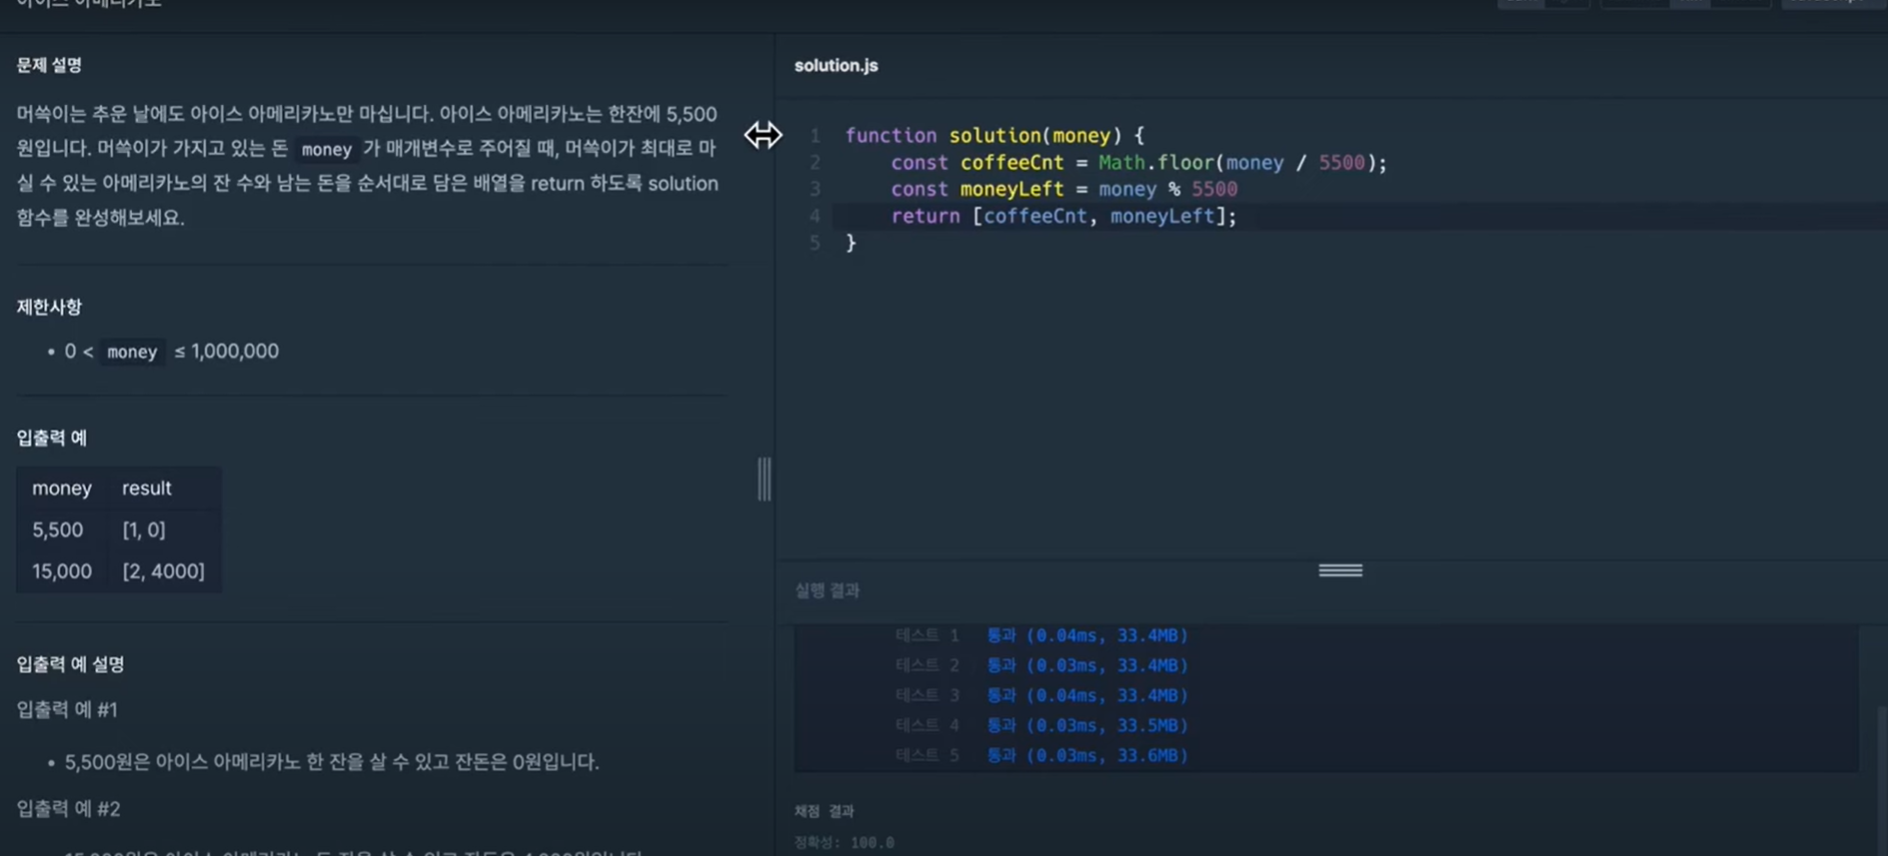 아이스 아메리카노
문제 설명
머쓱이는 추운 날에도 아이스 아메리카노만 마십니다. 아이스 아메리카노는 한잔에 5,500
원입니다. 머쓱이가 가지고 있는 돈 money 가 매개변수로 주어질 때, 머쓱이가 최대로 마
실 수 있는 아메리카노의 잔 수와 남는 돈을 순서대로 담은 배열을 return 하도록 solution
함수를 완성해보세요.
제한사항
• 0 < money ≤ 1,000,000
입출력 예
money result
5,500 [1, 0]
15,000 [2, 4000]
입출력 예 설명
입출력 예 #1
• 5,500원은 아이스 아메리카노 한 잔을 살 수 있고 잔돈은 0원입니다.
입출력 예 #2
solution.js
1 function solution(money) {
2 const coffeeCnt = Math.floor(money / 5500);
3 const moneyLeft = money % 5500
4 return [coffeeCnt, moneyLeft];
5 }
실행 결과
테스트 1 통과 (0.04ms, 33.4MB)
테스트 2 통과 (0.03ms, 33.4MB)
테스트 3 통과 (0.04ms, 33.4MB)
테스트 4 통과 (0.03ms, 33.5MB)
테스트 5 통과 (0.03ms, 33.6MB)
채점 결과
정확성: 100.0